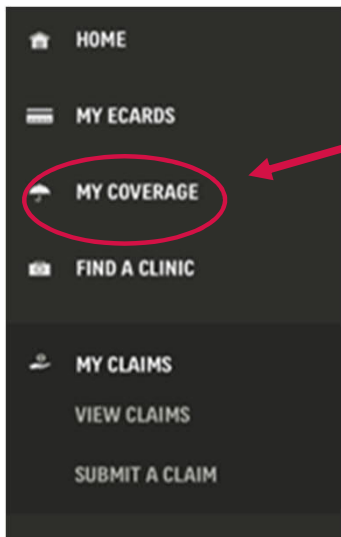 HOME
MY ECARDS
MY COVERAGE
FIND A CLINIC
MY CLAIMS
VIEW CLAIMS
SUBMIT A CLAIM